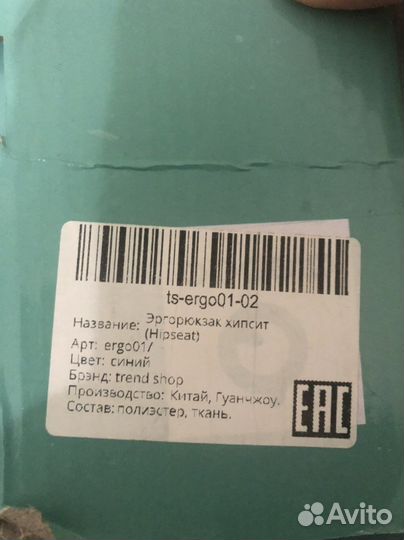 ts-ergo01-02
Название: Эргорюкзак хипсит
(Hipseat)
Арт: ergo01/
Цвет: синий
Брэнд: trend shop
Производство: Китай, Гуанчжоу.
Состав: полиэстер, ткань.
EAC
Avito